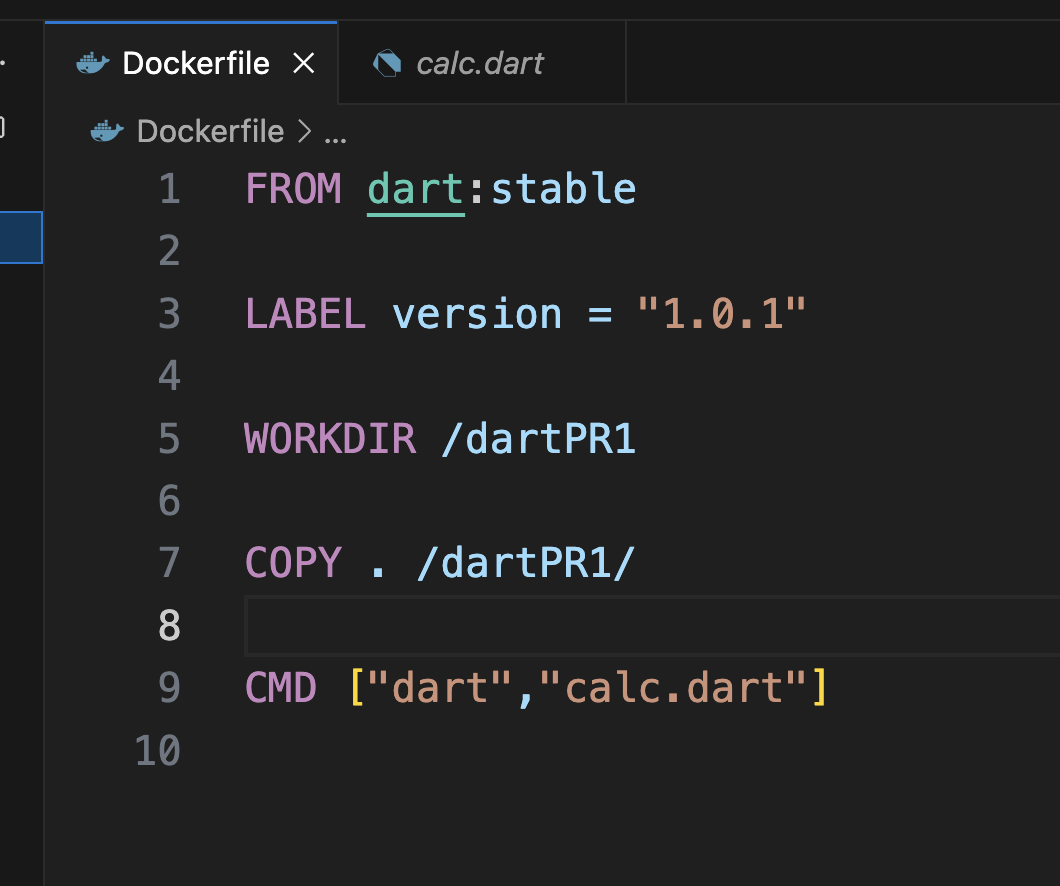 Dockerfile
calc.dart
Dockerfile > ...
1 FROM dart:stable
2
3 LABEL version = "1.0.1"
4
5 WORKDIR /dartPR1
6
7 COPY . /dartPR1/
8
9 CMD ["dart","calc.dart"]
10